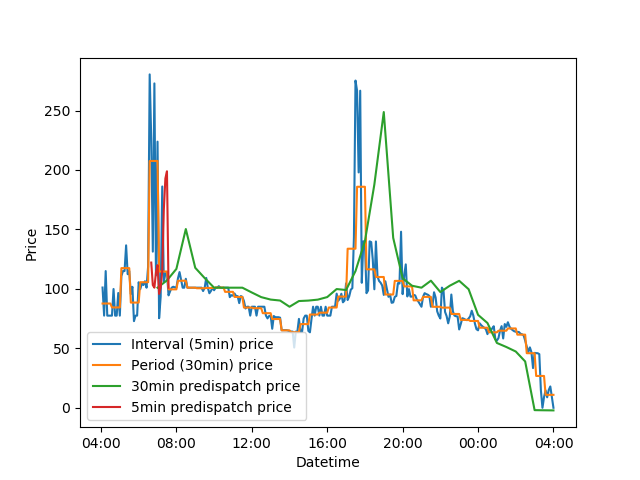 250
200
150
100
50
0
Price
Interval (5min) price
Period (30min) price
30min predispatch price
5min predispatch price
04:00 08:00 12:00 16:00 20:00 00:00 04:00
Datetime